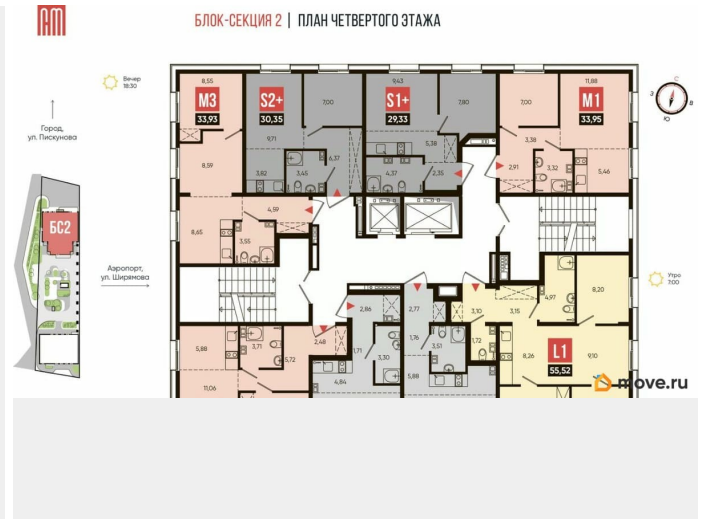 БЛОК-СЕКЦИЯ 2 | ПЛАН ЧЕТВЕРТОГО ЭТАЖА
Вечер
18:30
Город,
ул. Пискунова
БС2
Аэропорт,
ул. Ширямова
С
З
В
Ю
Утро
7:00
8,55
M3
33,93
8,59
4,59
8,65
3,55
S2+
30,35
7,00
9,71
3,82
3,45
6,37
9,43
S1+
29,33
7,80
5,38
4,37
2,35
11,88
7,00
M1
33,95
3,38
2,91
3,32
5,46
5,88
3,71
5,72
2,48
11,06
2,86
1,71
3,30
4,84
2,77
1,76
3,51
5,88
3,10
1,72
3,15
4,97
8,20
8,26
L1
55,52
9,10
move.ru